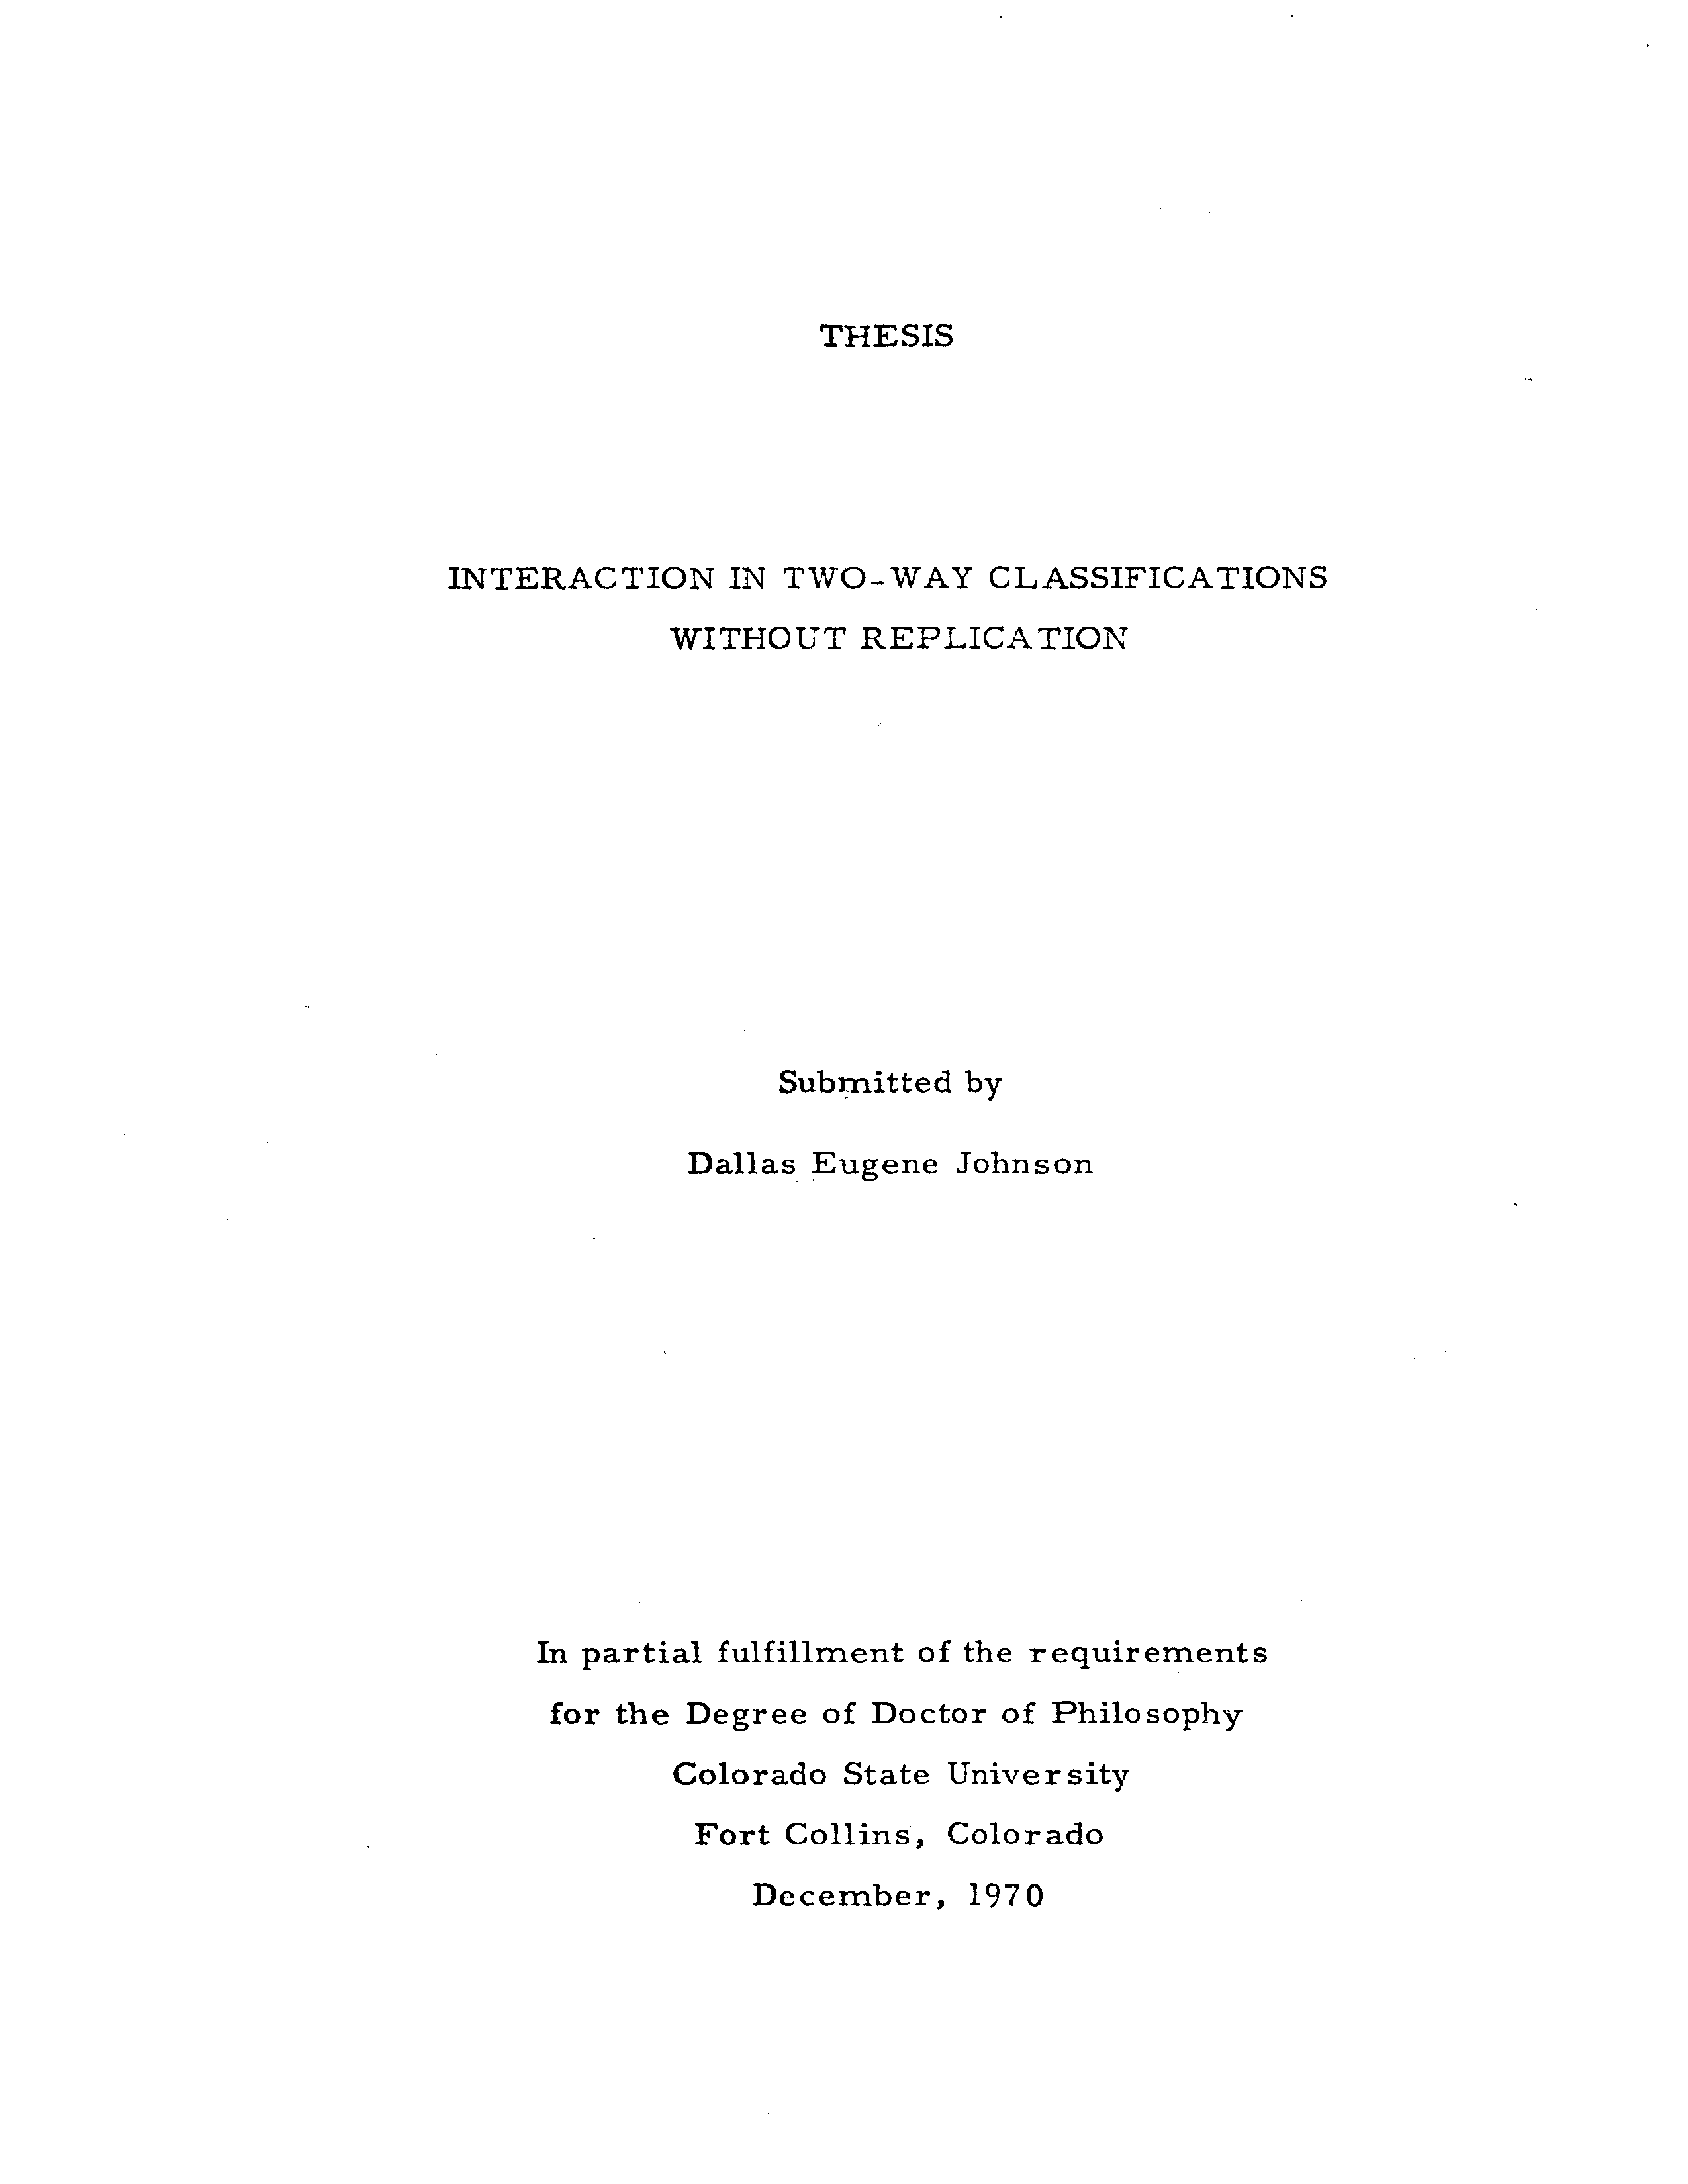 THESIS
INTERACTION IN TWO-WAY CLASSIFICATIONS
WITHOUT REPLICATION
Submitted by
Dallas Eugene Johnson
In partial fulfillment of the requirements
for the Degree of Doctor of Philosophy
Colorado State University
Fort Collins, Colorado
December, 1970